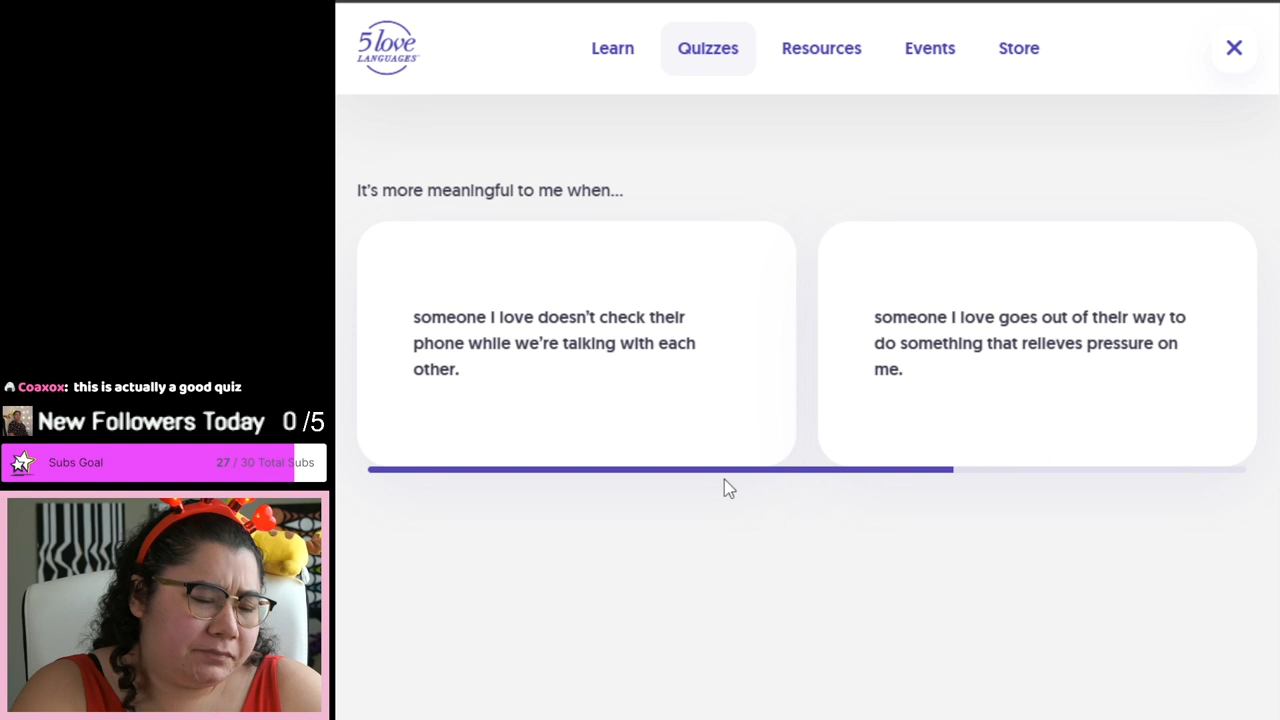 5 love
LANGUAGES
Learn
Quizzes
Resources
Events
Store
It's more meaningful to me when...
someone I love doesn't check their
phone while we're talking with each
other.
someone I love goes out of their way to
do something that relieves pressure on
me.
Coaxox: this is actually a good quiz
New Followers Today 0 /5
Subs Goal
27 / 30 Total Subs